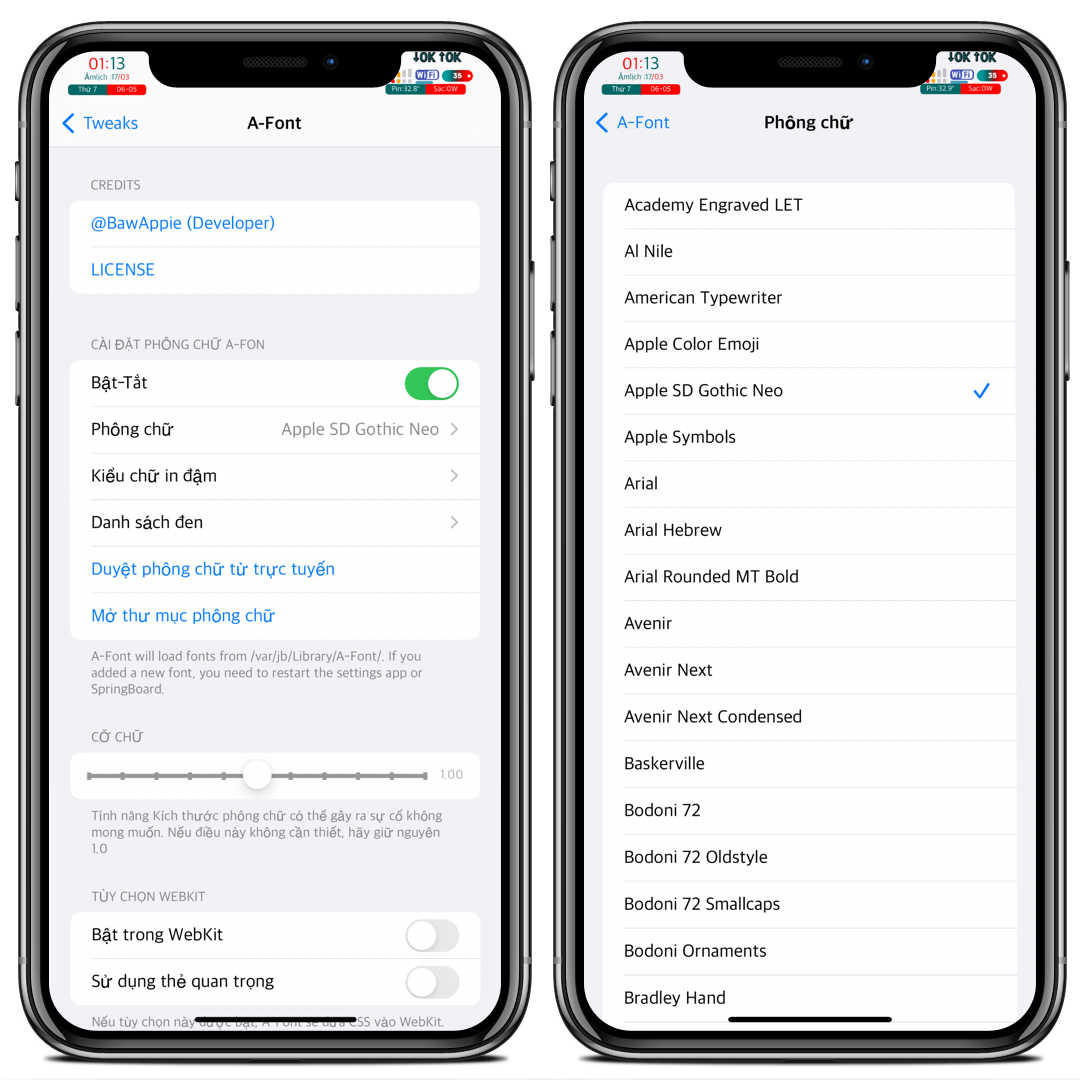 01:13
Âmlịch :17/03
Thứ 7 06-05
↓0K ↑0K
WiFi 35
Pin:32.8° Sạc:0W
Tweaks
A-Font
CREDITS
@BawAppie (Developer)
LICENSE
CÀI ĐẶT PHÔNG CHỮ A-FON
Bật-Tắt
Phông chữ Apple SD Gothic Neo
Kiểu chữ in đậm
Danh sách đen
Duyệt phông chữ từ trực tuyến
Mở thư mục phông chữ
A-Font will load fonts from /var/jb/Library/A-Font/. If you
added a new font, you need to restart the settings app or
SpringBoard.
CỠ CHỮ
1.00
Tính năng Kích thước phông chữ có thể gây ra sự cố không
mong muốn. Nếu điều này không cần thiết, hãy giữ nguyên
1.0
TÙY CHỌN WEBKIT
Bật trong WebKit
Sử dụng thẻ quan trọng
Nếu tùy chọn này được bật, A-Font sẽ đưa CSS vào WebKit.
01:13
Âmlịch :17/03
Thứ 7 06-05
↓0K ↑0K
WiFi 35
Pin:32.9° Sạc:0W
A-Font
Phông chữ
Academy Engraved LET
Al Nile
American Typewriter
Apple Color Emoji
Apple SD Gothic Neo
Apple Symbols
Arial
Arial Hebrew
Arial Rounded MT Bold
Avenir
Avenir Next
Avenir Next Condensed
Baskerville
Bodoni 72
Bodoni 72 Oldstyle
Bodoni 72 Smallcaps
Bodoni Ornaments
Bradley Hand